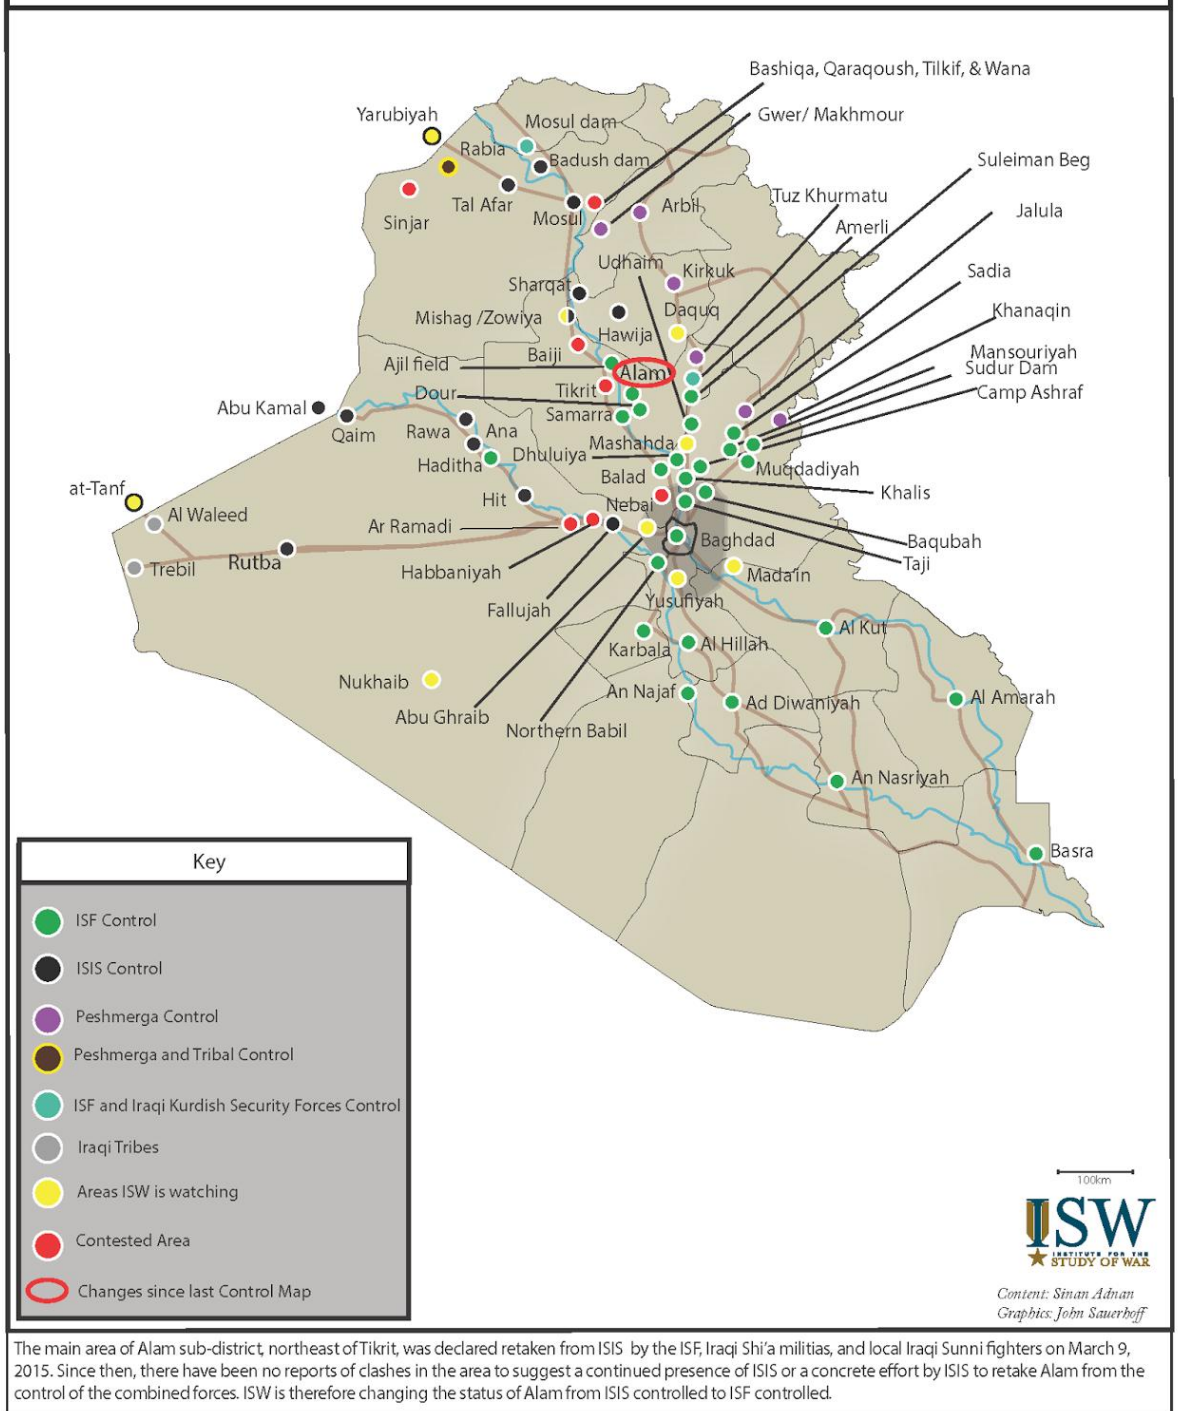 Bashiqa, Qaraqoush, Tilkif, & Wana
Yarubiyah
Gwer/ Makhmour
Mosul dam
Rabia
Badush dam
Suleiman Beg
Tal Afar
Tuz Khurmatu
Sinjar
Mosul
Arbil
Jalula
Amerli
Udhaim
Kirkuk
Sadia
Sharqat
Mishag /Zowiya
Hawija
Daquq
Khanaqin
Baiji
Mansouriyah
Ajil field
Alam
Sudur Dam
Tikrit
Camp Ashraf
Dour
Abu Kamal
Samarra
Qaim
Rawa
Ana
Mashahda
Dhuluiya
Haditha
Balad
Muqdadiyah
at-Tanf
Hit
Khalis
Nebai
Al Waleed
Ar Ramadi
Baghdad
Baqubah
Rutba
Taji
Trebil
Habbaniyah
Mada'in
Fallujah
Yusufiyah
Al Kut
Karbala
Al Hillah
Nukhaib
An Najaf
Ad Diwaniyah
Al Amarah
Abu Ghraib
Northern Babil
An Nasriyah
Basra
Key
ISF Control
ISIS Control
Peshmerga Control
Peshmerga and Tribal Control
ISF and Iraqi Kurdish Security Forces Control
Iraqi Tribes
Areas ISW is watching
Contested Area
Changes since last Control Map
100km
ISW
INSTITUTE FOR THE
STUDY OF WAR
Content: Sinan Adnan
Graphics: John Sauerhoff
The main area of Alam sub-district, northeast of Tikrit, was declared retaken from ISIS by the ISF, Iraqi Shi'a militias, and local Iraqi Sunni fighters on March 9,
2015. Since then, there have been no reports of clashes in the area to suggest a continued presence of ISIS or a concrete effort by ISIS to retake Alam from the
control of the combined forces. ISW is therefore changing the status of Alam from ISIS controlled to ISF controlled.